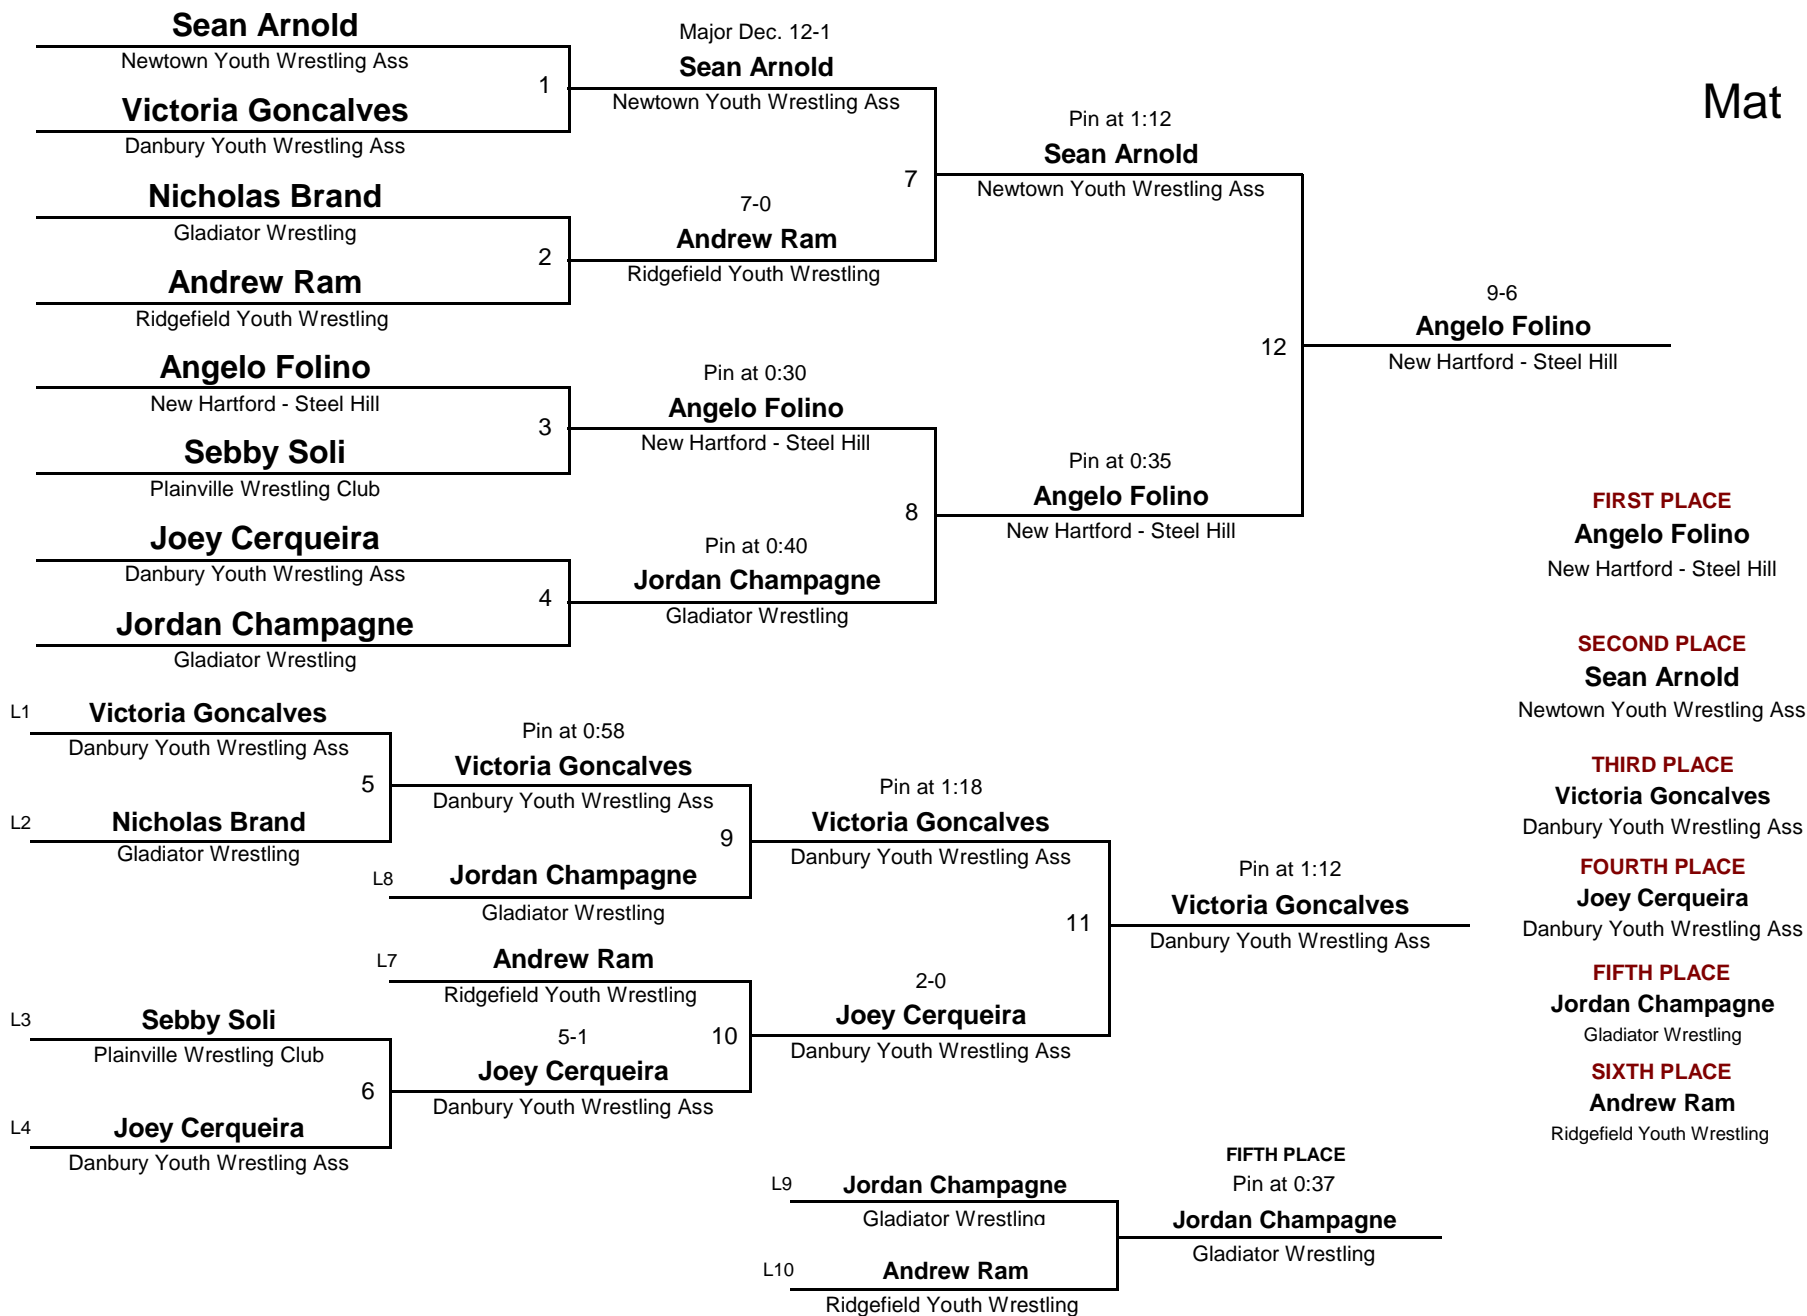 Sean Arnold
Newtown Youth Wrestling Ass
1
Victoria Goncalves
Danbury Youth Wrestling Ass
Nicholas Brand
Gladiator Wrestling
2
Andrew Ram
Ridgefield Youth Wrestling
Angelo Folino
New Hartford - Steel Hill
3
Sebby Soli
Plainville Wrestling Club
Joey Cerqueira
Danbury Youth Wrestling Ass
4
Jordan Champagne
Gladiator Wrestling
Major Dec. 12-1
Sean Arnold
Newtown Youth Wrestling Ass
7
7-0
Andrew Ram
Ridgefield Youth Wrestling
Pin at 0:30
Angelo Folino
New Hartford - Steel Hill
8
Pin at 0:40
Jordan Champagne
Gladiator Wrestling
Pin at 1:12
Sean Arnold
Newtown Youth Wrestling Ass
12
Pin at 0:35
Angelo Folino
New Hartford - Steel Hill
9-6
Angelo Folino
New Hartford - Steel Hill
Mat
FIRST PLACE
Angelo Folino
New Hartford - Steel Hill
SECOND PLACE
Sean Arnold
Newtown Youth Wrestling Ass
THIRD PLACE
Victoria Goncalves
Danbury Youth Wrestling Ass
FOURTH PLACE
Joey Cerqueira
Danbury Youth Wrestling Ass
FIFTH PLACE
Jordan Champagne
Gladiator Wrestling
SIXTH PLACE
Andrew Ram
Ridgefield Youth Wrestling
L1
Victoria Goncalves
Danbury Youth Wrestling Ass
5
L2
Nicholas Brand
Gladiator Wrestling
L3
Sebby Soli
Plainville Wrestling Club
6
L4
Joey Cerqueira
Danbury Youth Wrestling Ass
Pin at 0:58
Victoria Goncalves
Danbury Youth Wrestling Ass
9
L8
Jordan Champagne
Gladiator Wrestling
L7
Andrew Ram
Ridgefield Youth Wrestling
10
5-1
Joey Cerqueira
Danbury Youth Wrestling Ass
Pin at 1:18
Victoria Goncalves
Danbury Youth Wrestling Ass
11
2-0
Joey Cerqueira
Danbury Youth Wrestling Ass
Pin at 1:12
Victoria Goncalves
Danbury Youth Wrestling Ass
L9
Jordan Champagne
Gladiator Wrestling
L10
Andrew Ram
Ridgefield Youth Wrestling
FIFTH PLACE
Pin at 0:37
Jordan Champagne
Gladiator Wrestling